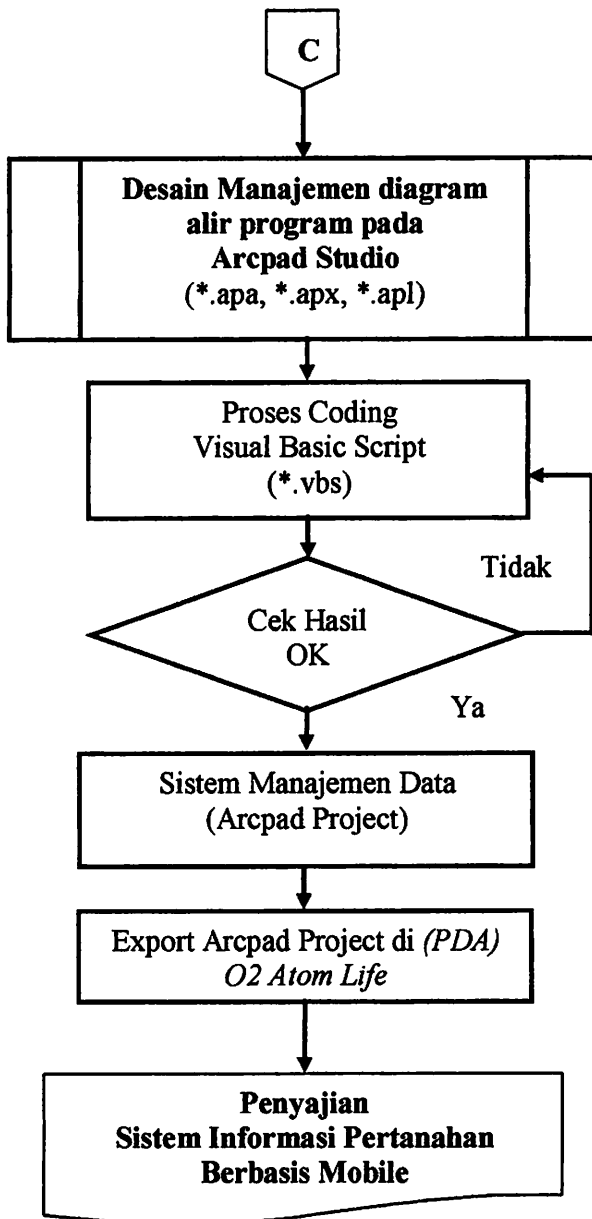 C
Desain Manajemen diagram
alir program pada
Arcpad Studio
(*.apa, *.apx, *.apl)
Proses Coding
Visual Basic Script
(*.vbs)
Tidak
Cek Hasil
OK
Ya
Sistem Manajemen Data
(Arcpad Project)
Export Arcpad Project di (PDA)
O2 Atom Life
Penyajian
Sistem Informasi Pertanahan
Berbasis Mobile